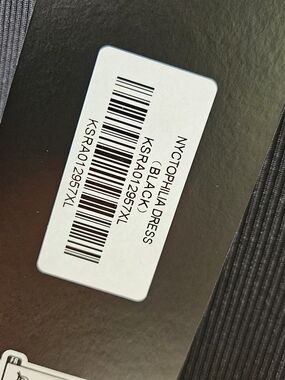 NYCTOPHILIA DRESS
(BLACK)
KSRA012957XL
KSRA012957XL